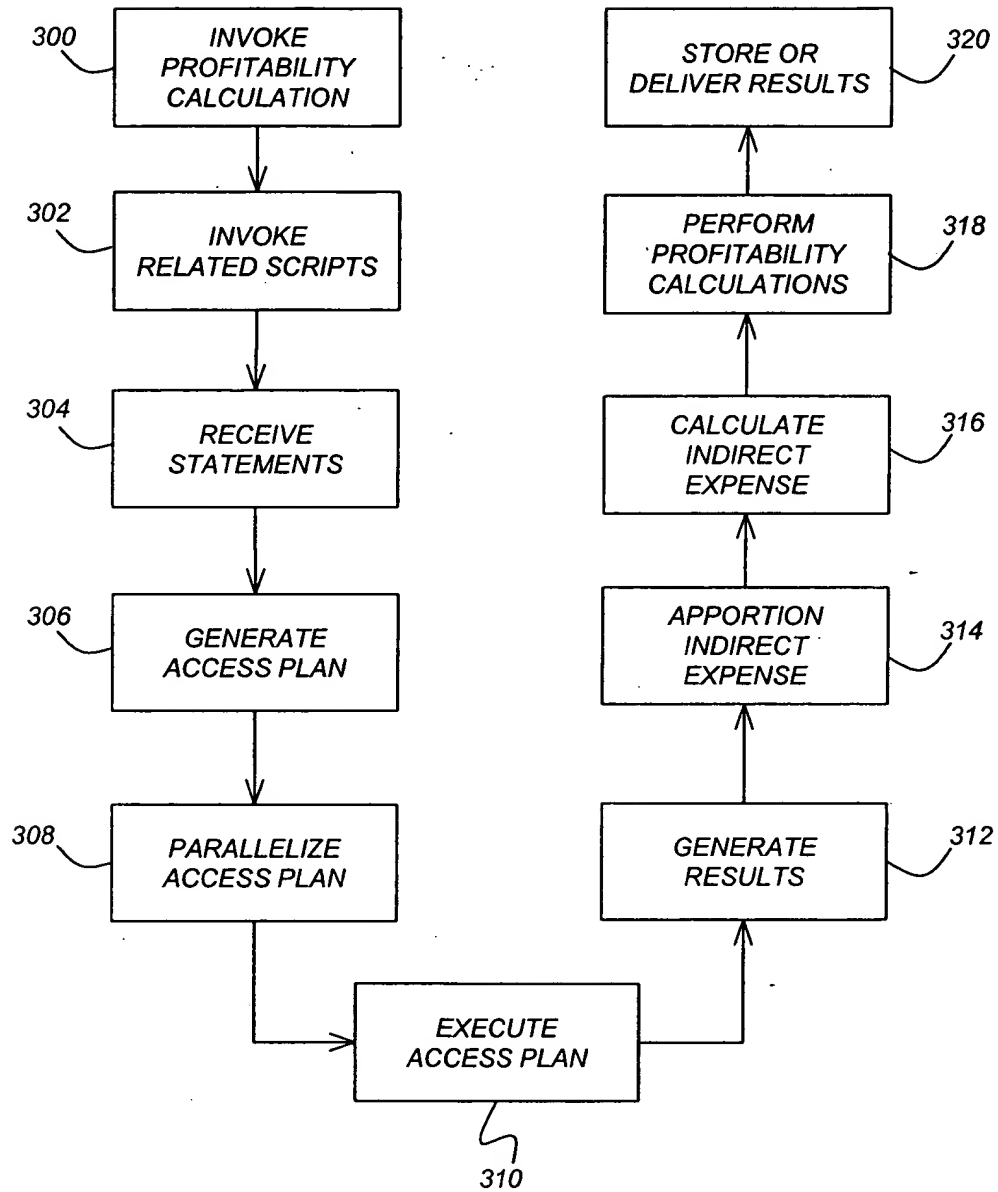 300
INVOKE
PROFITABILITY
CALCULATION
302
INVOKE
RELATED SCRIPTS
304
RECEIVE
STATEMENTS
306
GENERATE
ACCESS PLAN
308
PARALLELIZE
ACCESS PLAN
EXECUTE
ACCESS PLAN
310
GENERATE
RESULTS
312
APPORTION
INDIRECT
EXPENSE
314
CALCULATE
INDIRECT
EXPENSE
316
PERFORM
PROFITABILITY
CALCULATIONS
318
STORE OR
DELIVER RESULTS
320